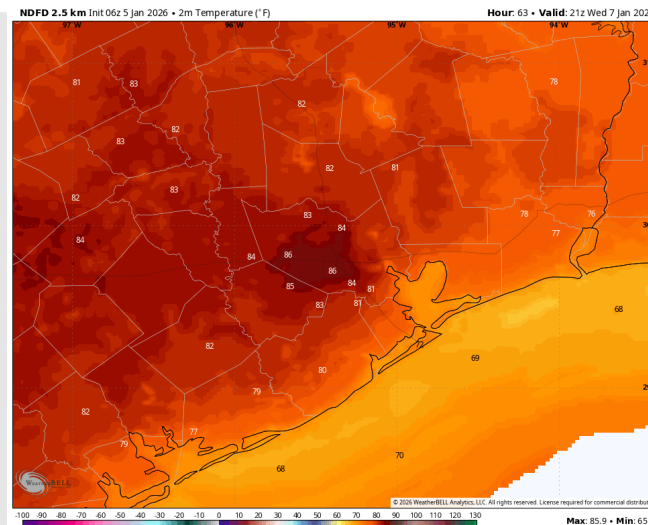 NDFD 2.5 km Init 06z 5 Jan 2026 • 2m Temperature (°F)
Hour: 63 • Valid: 21z Wed 7 Jan 202
97°W 96°W 95°W 94°W
81 83 82 78
83 82
82 81
82 83
83 78 76
84 84 77
84 86
86
85 84 81
83 81
68
72
82 69
80
79
82
79 77
68 70
WeatherBELL
© 2026 WeatherBELL Analytics, LLC. All rights reserved. License required for commercial distribut
-100 -90 -80 -70 -60 -50 -40 -30 -20 -10 0 10 20 30 40 50 60 70 80 90 100 110 120 130
Max: 85.9 • Min: 65